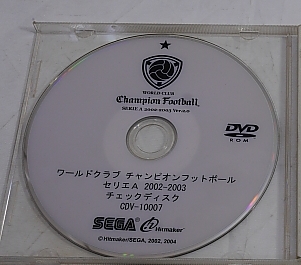 WORLD CLUB
Champion Football
SERIE A 2002-2003 Ver.2.0
DVD
ROM
ワールドクラブ チャンピオンフットボール
セリエA 2002-2003
チェックディスク
CDV-10007
SEGA Hitmaker
©Hitmaker/SEGA, 2002, 2004